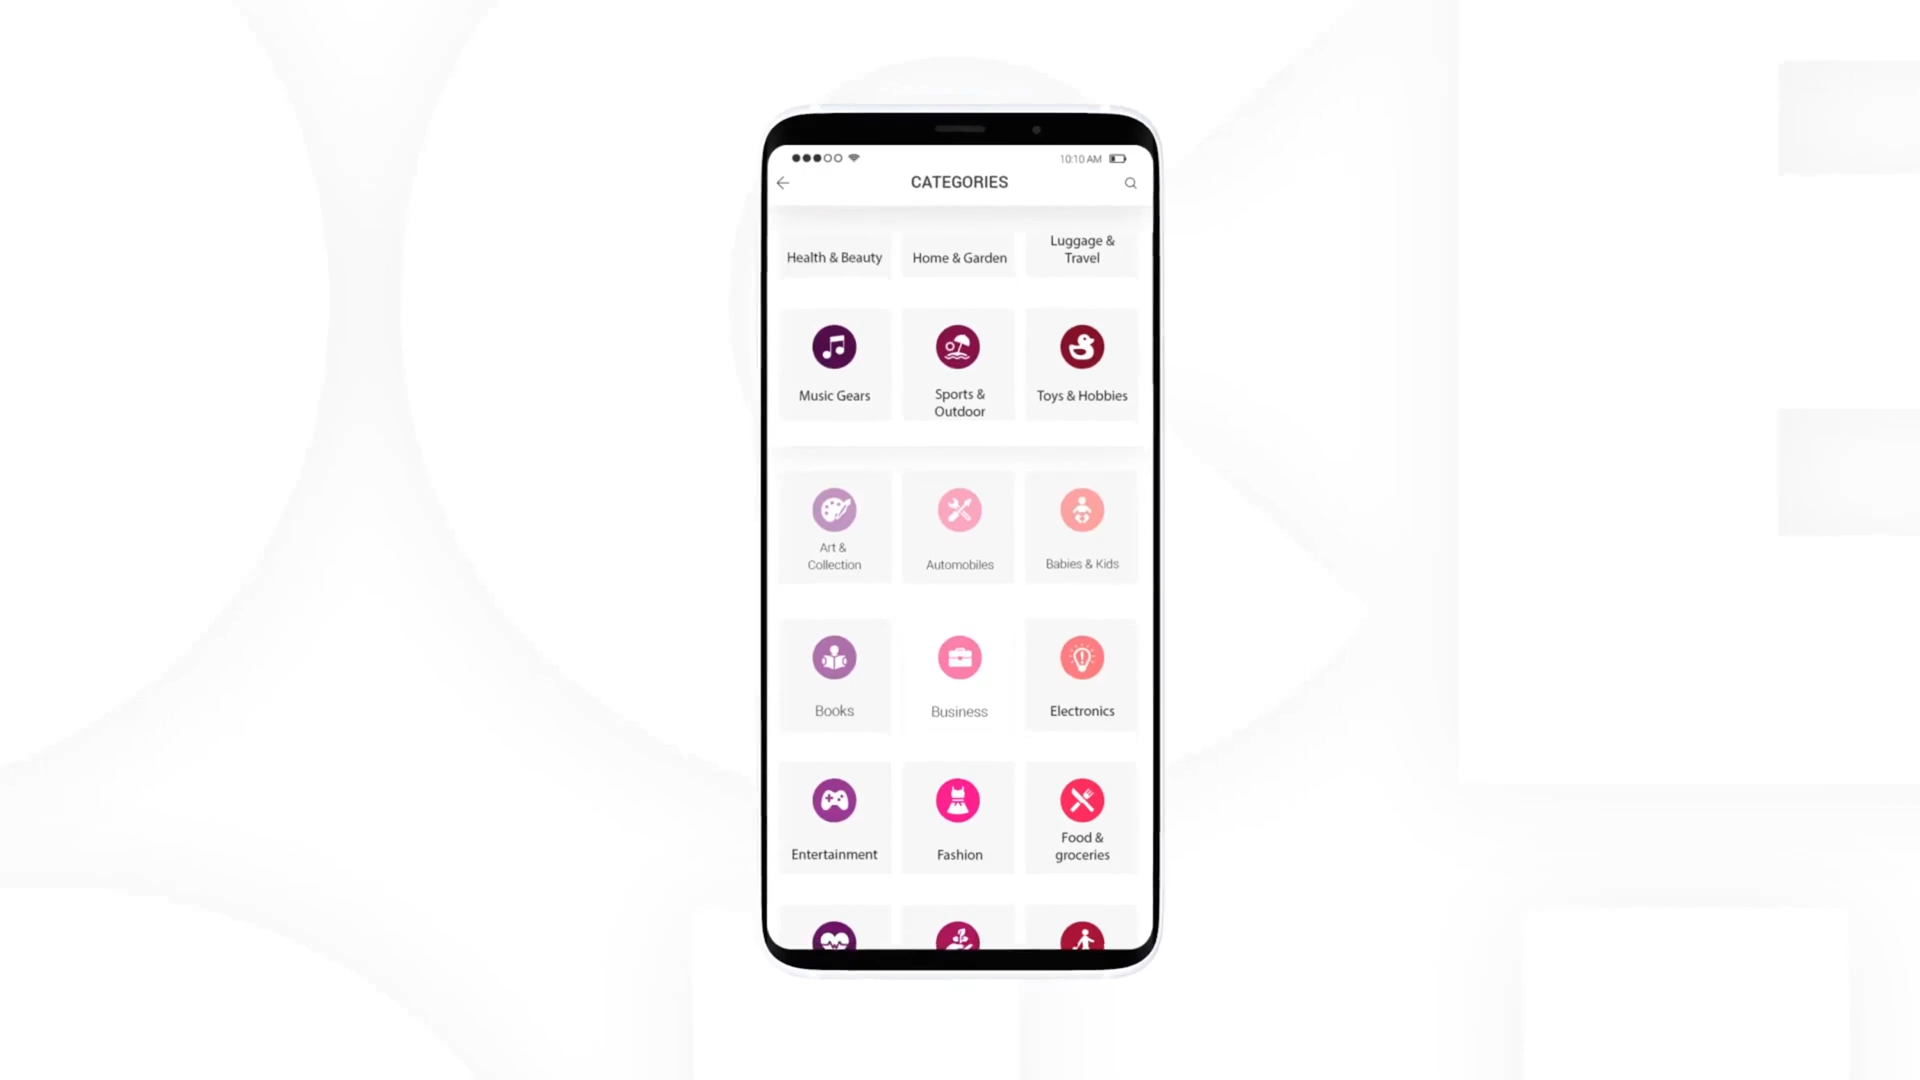 10:10 AM
CATEGORIES
Health & Beauty
Home & Garden
Luggage &
Travel
Music Gears
Sports &
Outdoor
Toys & Hobbies
Art &
Collection
Automobiles
Babies & Kids
Books
Business
Electronics
Entertainment
Fashion
Food &
groceries